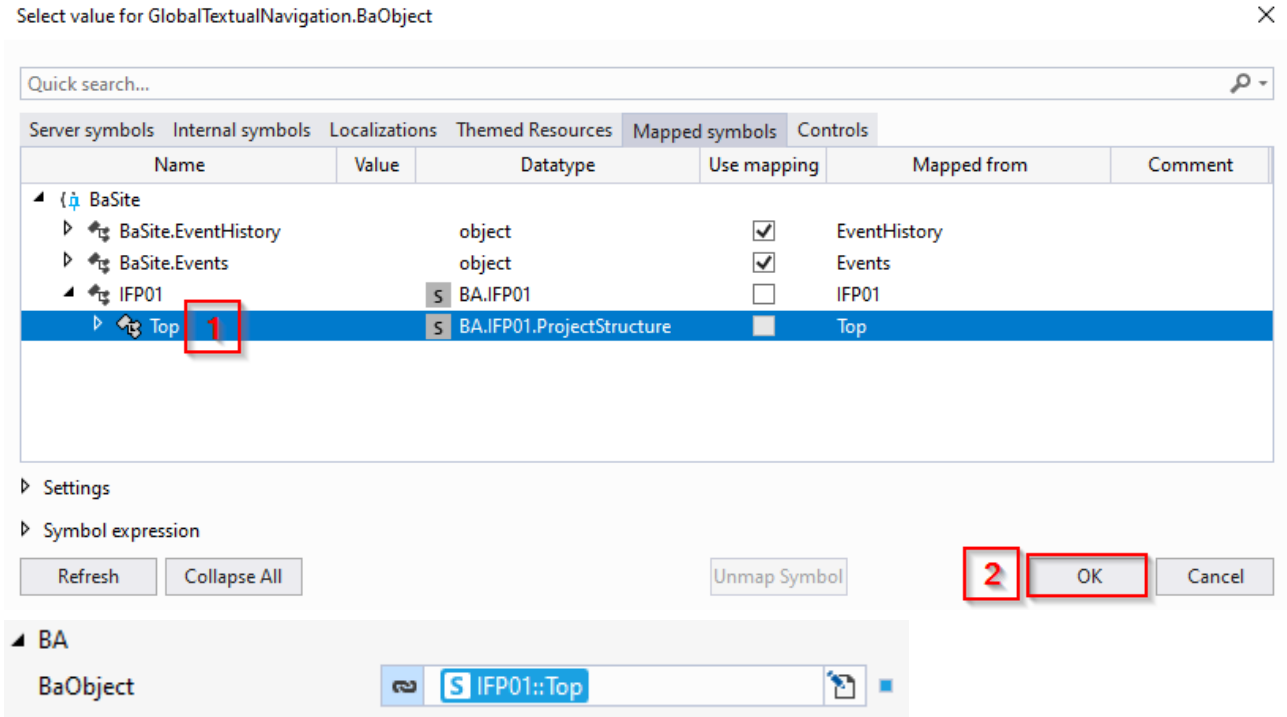 Select value for GlobalTextualNavigation.BaObject
Quick search...
Server symbols Internal symbols Localizations Themed Resources Mapped symbols Controls
Name Value Datatype Use mapping Mapped from Comment
BaSite
BaSite.EventHistory object EventHistory
BaSite.Events object Events
IFP01 S BA.IFP01 IFP01
Top 1 S BA.IFP01.ProjectStructure Top
Settings
Symbol expression
Refresh Collapse All Unmap Symbol 2 OK Cancel
BA
BaObject S IFP01::Top